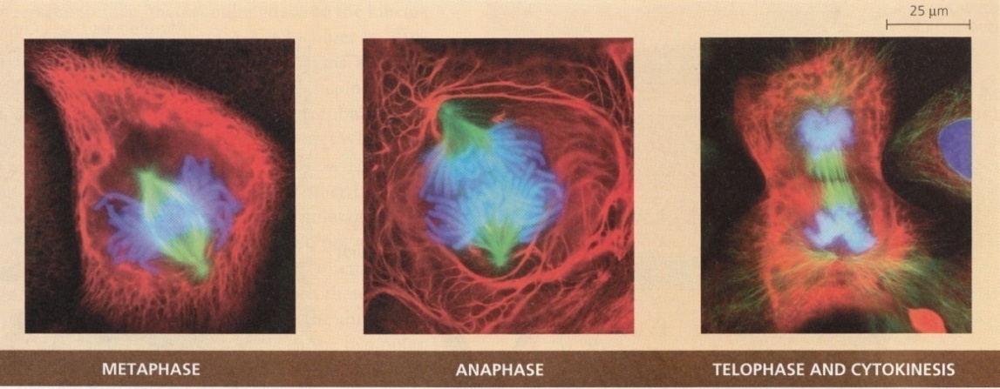 25 µm
METAPHASE
ANAPHASE
TELOPHASE AND CYTOKINESIS